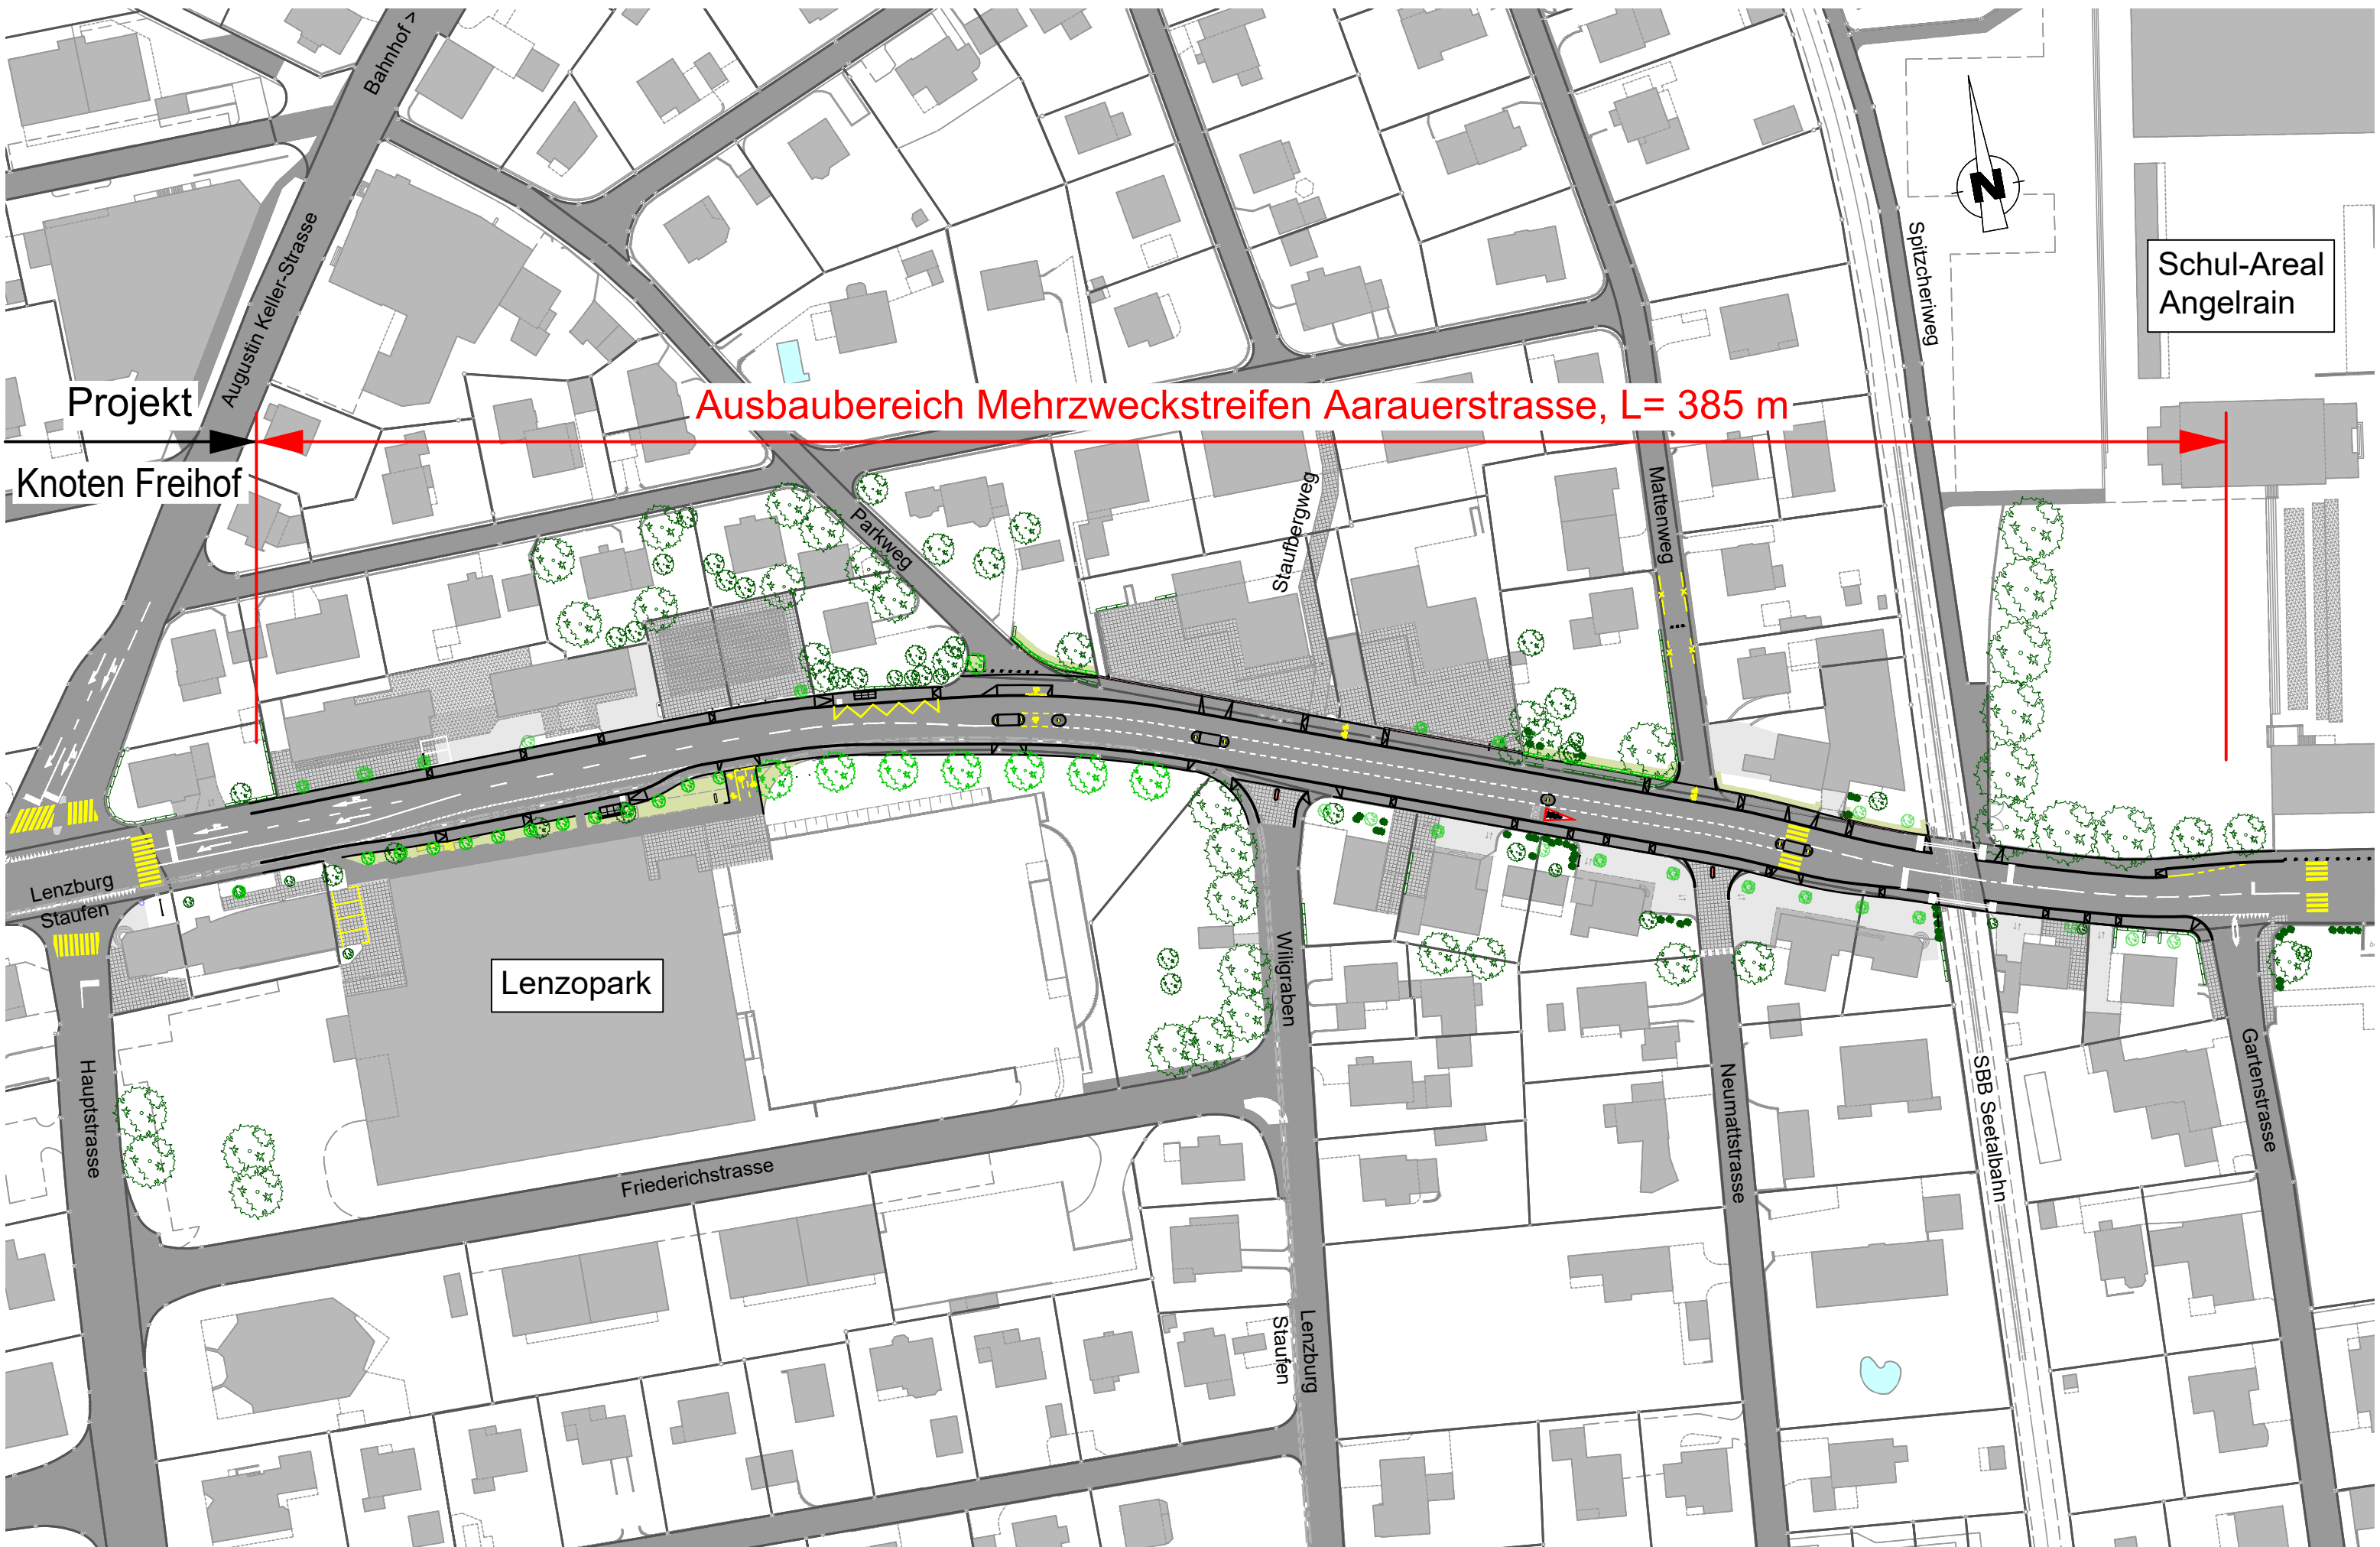 Bahnhof >
Augustin Keller-Strasse
Spitzcheriweg
N
Schul-Areal
Angelrain
Projekt
Knoten Freihof
Ausbaubereich Mehrzweckstreifen Aarauerstrasse, L= 385 m
Parkweg
Staufbergweg
Mattenweg
Lenzburg
Staufen
Lenzopark
Wiligraben
Hauptstrasse
Friederichstrasse
Neumattstrasse
SBB Seetalbahn
Gartenstrasse
Lenzburg
Staufen